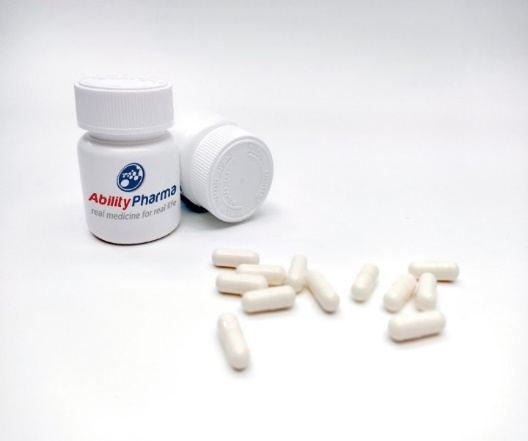 AbilityPharma
real medicine for real life